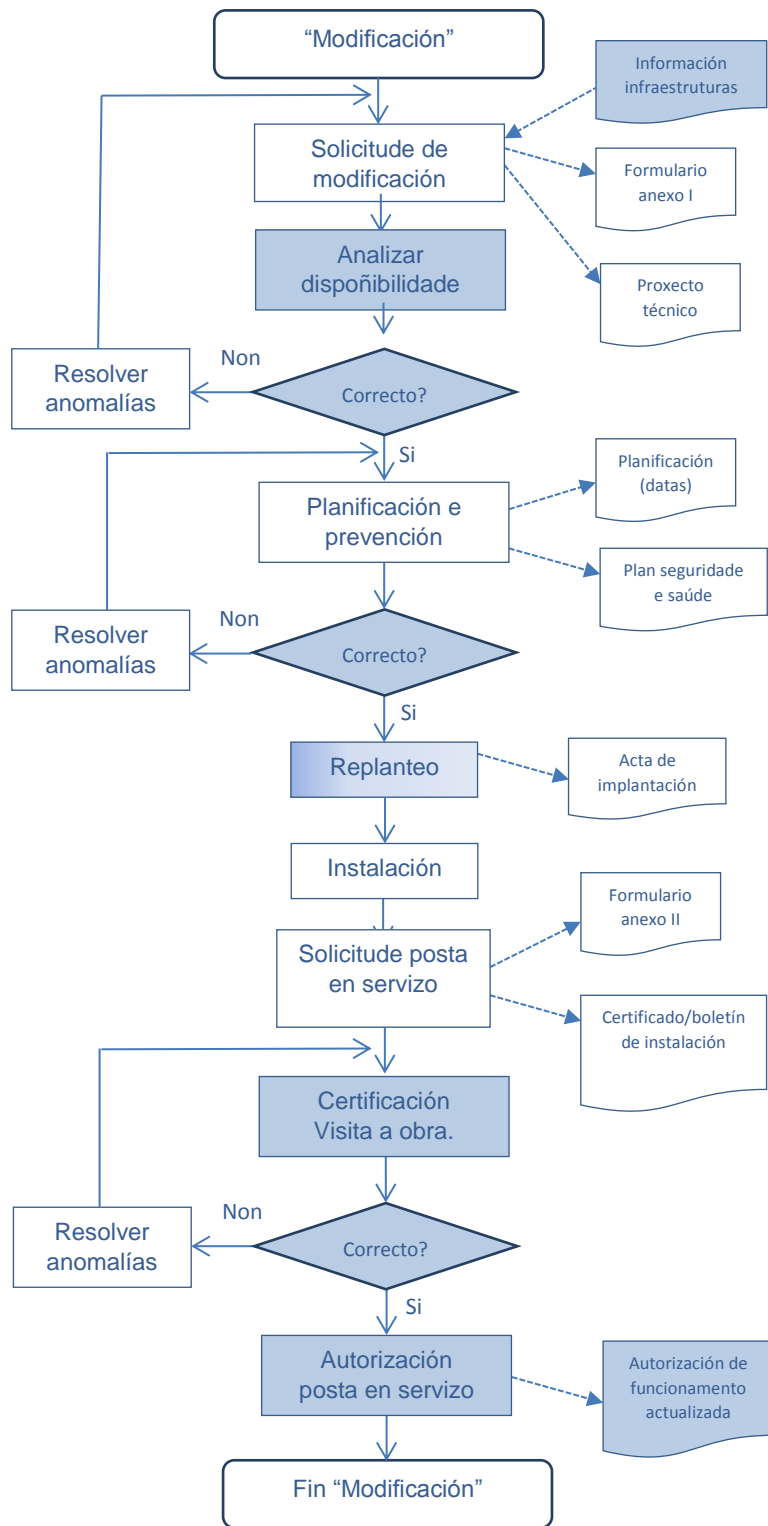 “Modificación”
Información
infraestruturas
Solicitude de
modificación
Formulario
anexo I
Analizar
dispoñibilidade
Proxecto
técnico
Non
Resolver
anomalías
Correcto?
Si
Planificación
(datas)
Planificación e
prevención
Plan seguridade
e saúde
Non
Resolver
anomalías
Correcto?
Si
Replanteo
Acta de
implantación
Instalación
Formulario
anexo II
Solicitude posta
en servizo
Certificado/boletín
de instalación
Certificación
Visita a obra.
Non
Resolver
anomalías
Correcto?
Si
Autorización
posta en servizo
Autorización de
funcionamento
actualizada
Fin “Modificación”